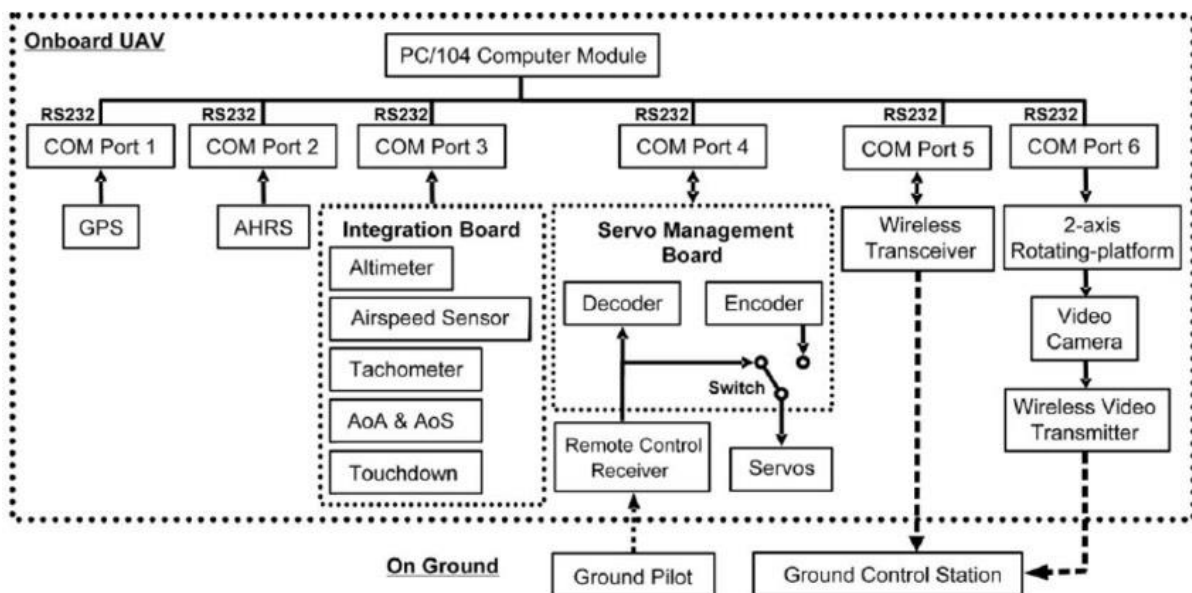 Onboard UAV
PC/104 Computer Module
RS232 RS232 RS232 RS232 RS232 RS232
COM Port 1 COM Port 2 COM Port 3 COM Port 4 COM Port 5 COM Port 6
GPS
AHRS
Integration Board
Altimeter
Airspeed Sensor
Tachometer
AoA & AoS
Touchdown
Servo Management
Board
Decoder
Encoder
Switch
Remote Control
Receiver
Servos
Wireless
Transceiver
2-axis
Rotating-platform
Video
Camera
Wireless Video
Transmitter
On Ground
Ground Pilot
Ground Control Station